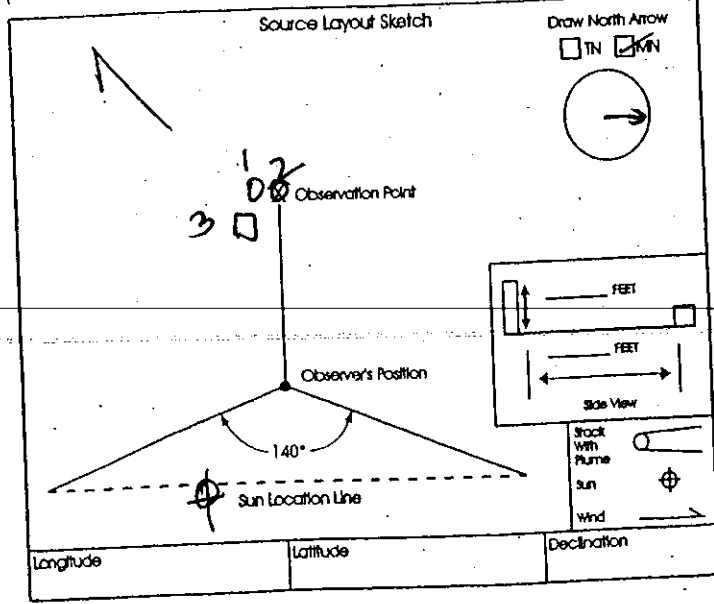 Source Layout Sketch
Draw North Arrow
TN MN
1 2
Observation Point
3
FEET
Observer's Position
FEET
Side View
140°
Stack
With
Plume
Sun
Sun Location Line
Wind
Longitude
Latitude
Declination